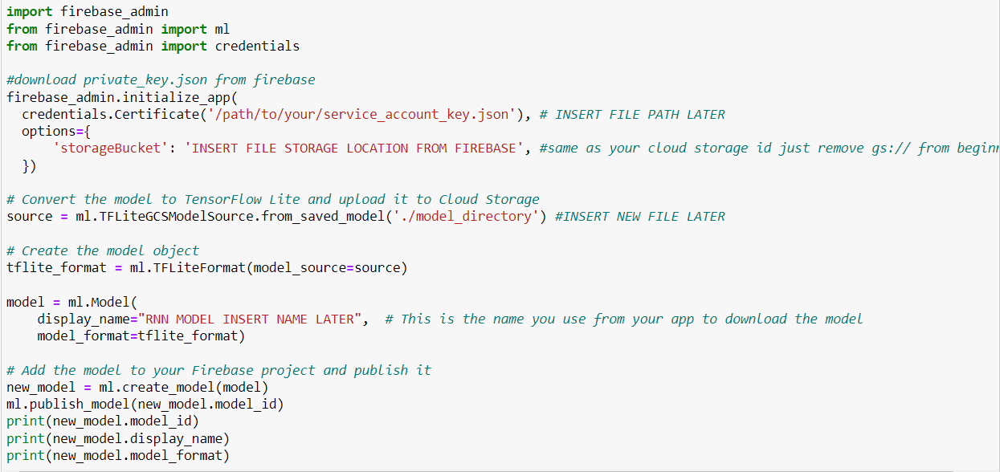 import firebase_admin
from firebase_admin import ml
from firebase_admin import credentials

#download private_key.json from firebase
firebase_admin.initialize_app(
  credentials.Certificate('/path/to/your/service_account_key.json'), # INSERT FILE PATH LATER
  options={
      'storageBucket': 'INSERT FILE STORAGE LOCATION FROM FIREBASE', #same as your cloud storage id just remove gs:// from
  })

# Convert the model to TensorFlow Lite and upload it to Cloud Storage
source = ml.TFLiteGCSModelSource.from_saved_model('./model_directory') #INSERT NEW FILE LATER

# Create the model object
tflite_format = ml.TFLiteFormat(model_source=source)

model = ml.Model(
    display_name="RNN MODEL INSERT NAME LATER",  # This is the name you use from your app to download the model
    model_format=tflite_format)

# Add the model to your Firebase project and publish it
new_model = ml.create_model(model)
ml.publish_model(new_model.model_id)
print(new_model.model_id)
print(new_model.display_name)
print(new_model.model_format)